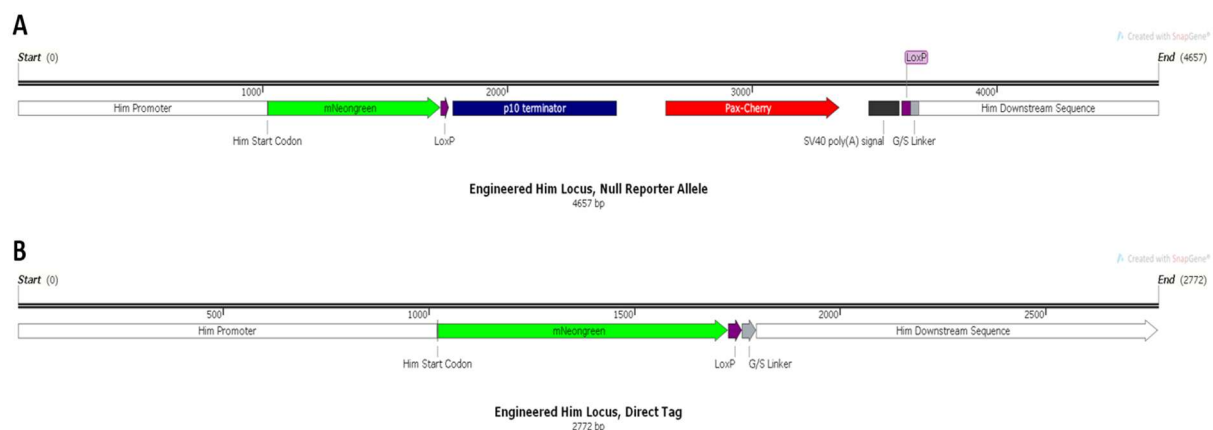 A
Created with SnapGene®
Start (0)
LoxP
End (4657)
1000 2000 3000 4000
Him Promoter mNeongreen p10 terminator Pax-Cherry Him Downstream Sequence
Him Start Codon LoxP SV40 poly(A) signal G/S Linker
Engineered Him Locus, Null Reporter Allele
4657 bp
B
Created with SnapGene®
Start (0) End (2772)
500 1000 1500 2000 2500
Him Promoter mNeongreen Him Downstream Sequence
Him Start Codon LoxP G/S Linker
Engineered Him Locus, Direct Tag
2772 bp